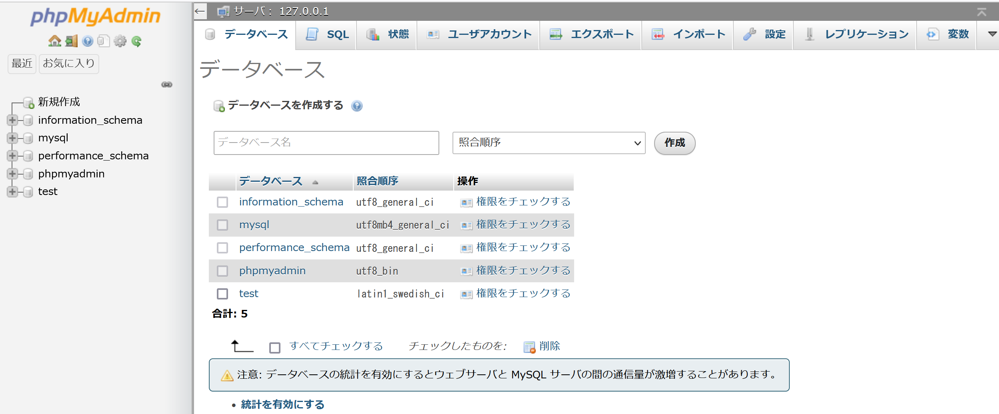 phpMyAdmin
最近 お気に入り
新規作成
information_schema
mysql
performance_schema
phpmyadmin
test
サーバ： 127.0.0.1
データベース SQL 状態 ユーザアカウント エクスポート インポート 設定 レプリケーション 変数
データベース
データベースを作成する
データベース名 照合順序 作成
データベース 照合順序 操作
information_schema utf8_general_ci 権限をチェックする
mysql utf8mb4_general_ci 権限をチェックする
performance_schema utf8_general_ci 権限をチェックする
phpmyadmin utf8_bin 権限をチェックする
test latin1_swedish_ci 権限をチェックする
合計: 5
すべてチェックする チェックしたものを: 削除
注意: データベースの統計を有効にするとウェブサーバと MySQL サーバの間の通信量が激増することがあります。
• 統計を有効にする